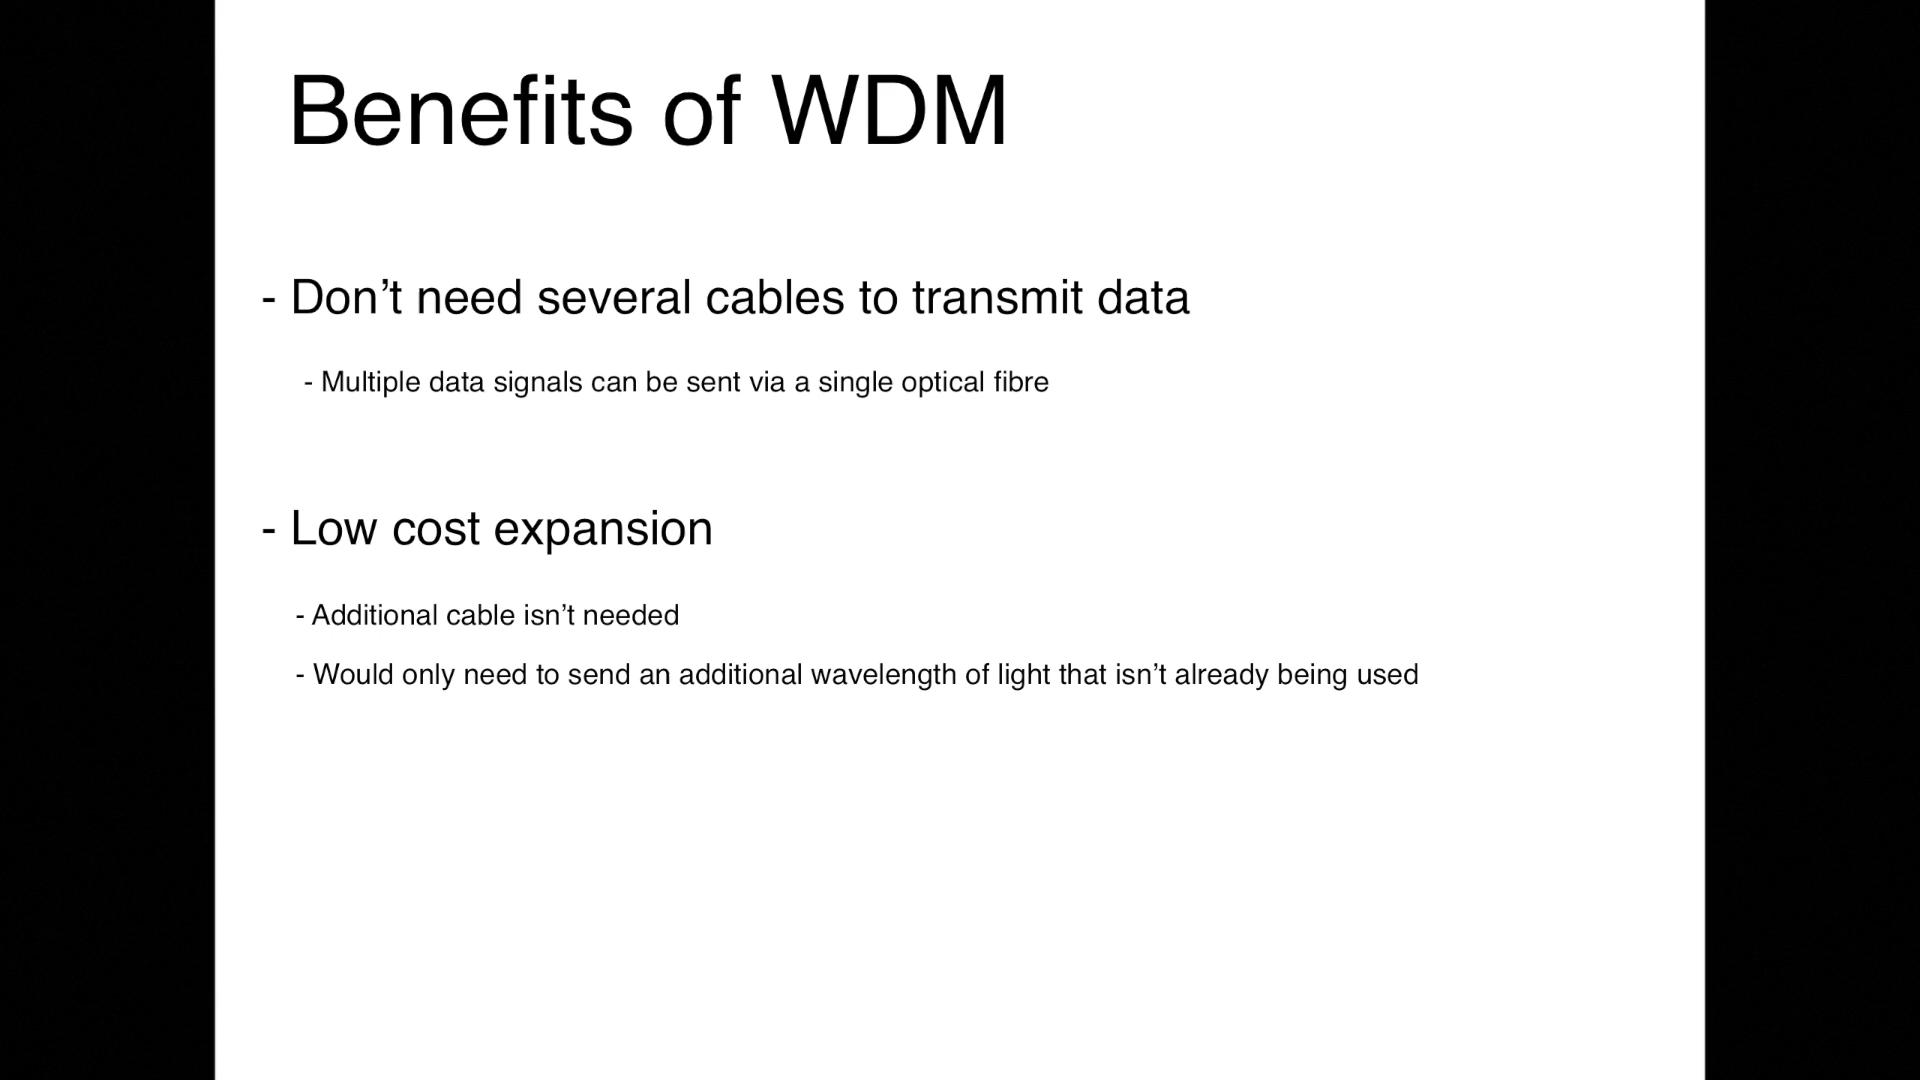 Benefits of WDM
- Don’t need several cables to transmit data
- Multiple data signals can be sent via a single optical fibre
- Low cost expansion
- Additional cable isn’t needed
- Would only need to send an additional wavelength of light that isn’t already being used